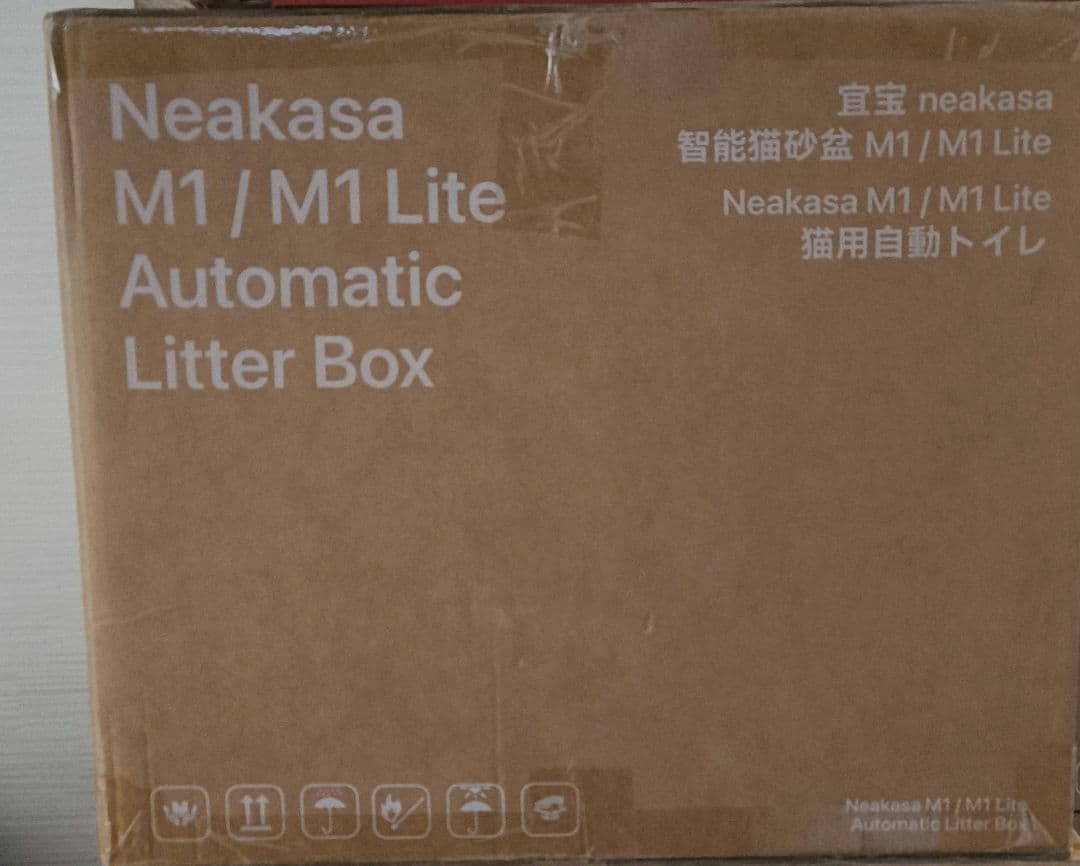 Neakasa
M1 / M1 Lite
Automatic
Litter Box
宜宝 neakasa
智能猫砂盆 M1 / M1 Lite
Neakasa M1 / M1 Lite
猫用自動トイレ
Neakasa M1 / M1 Lite
Automatic Litter Box